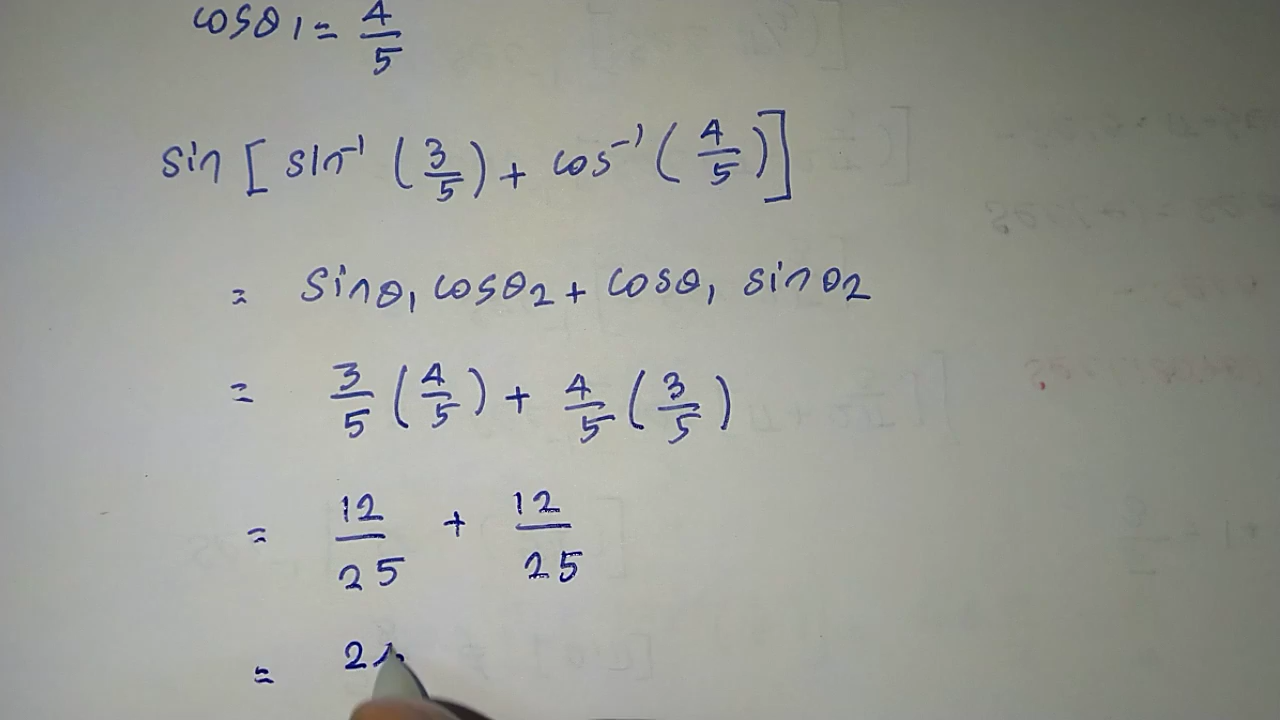 cosθ₁ = 4/5
sin [ sin⁻¹ (3/5) + cos⁻¹ (4/5) ]
= sinθ₁ cosθ₂ + cosθ₁ sinθ₂
= 3/5 (4/5) + 4/5 (3/5)
= 12/25 + 12/25
= 2